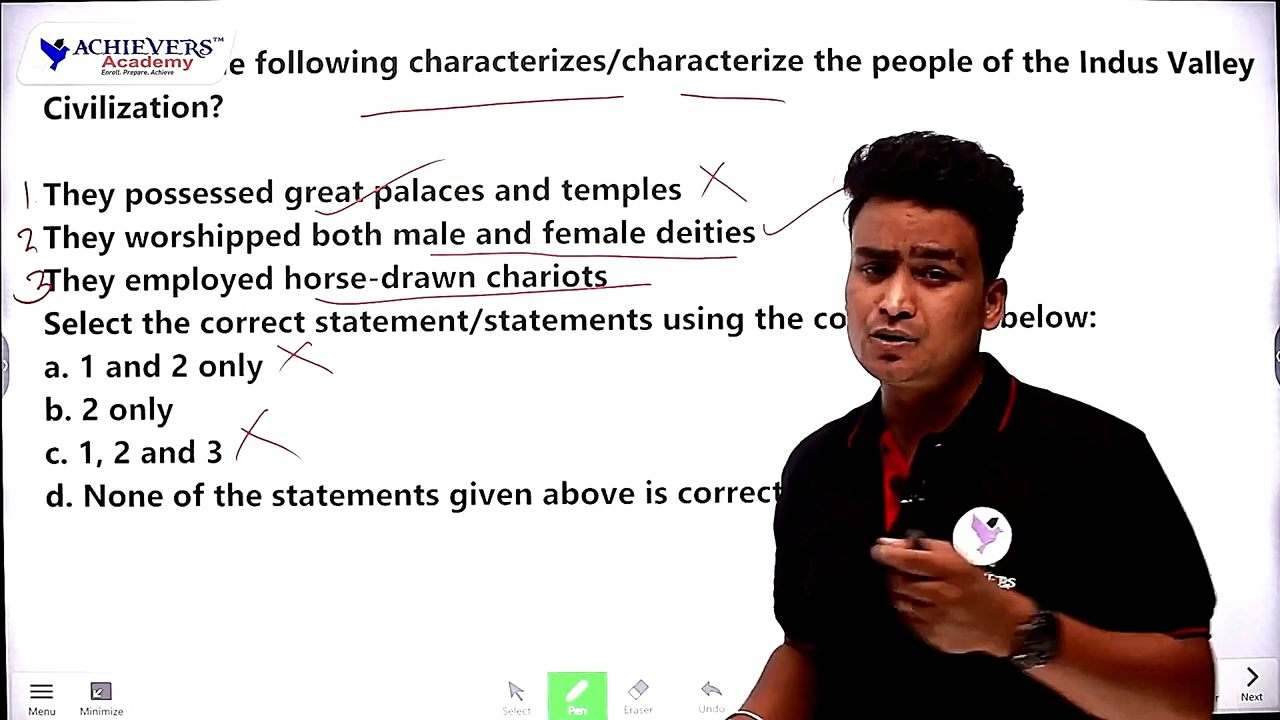 ACHIEVERS™
Academy
Enroll. Prepare. Achieve
e following characterizes/characterize the people of the Indus Valley
Civilization?
1. They possessed great palaces and temples
2 They worshipped both male and female deities
3 They employed horse-drawn chariots
Select the correct statement/statements using the co below:
a. 1 and 2 only
b. 2 only
c. 1, 2 and 3
d. None of the statements given above is correct
Menu
Minimize
Select
Pen
Eraser
Undo
Next